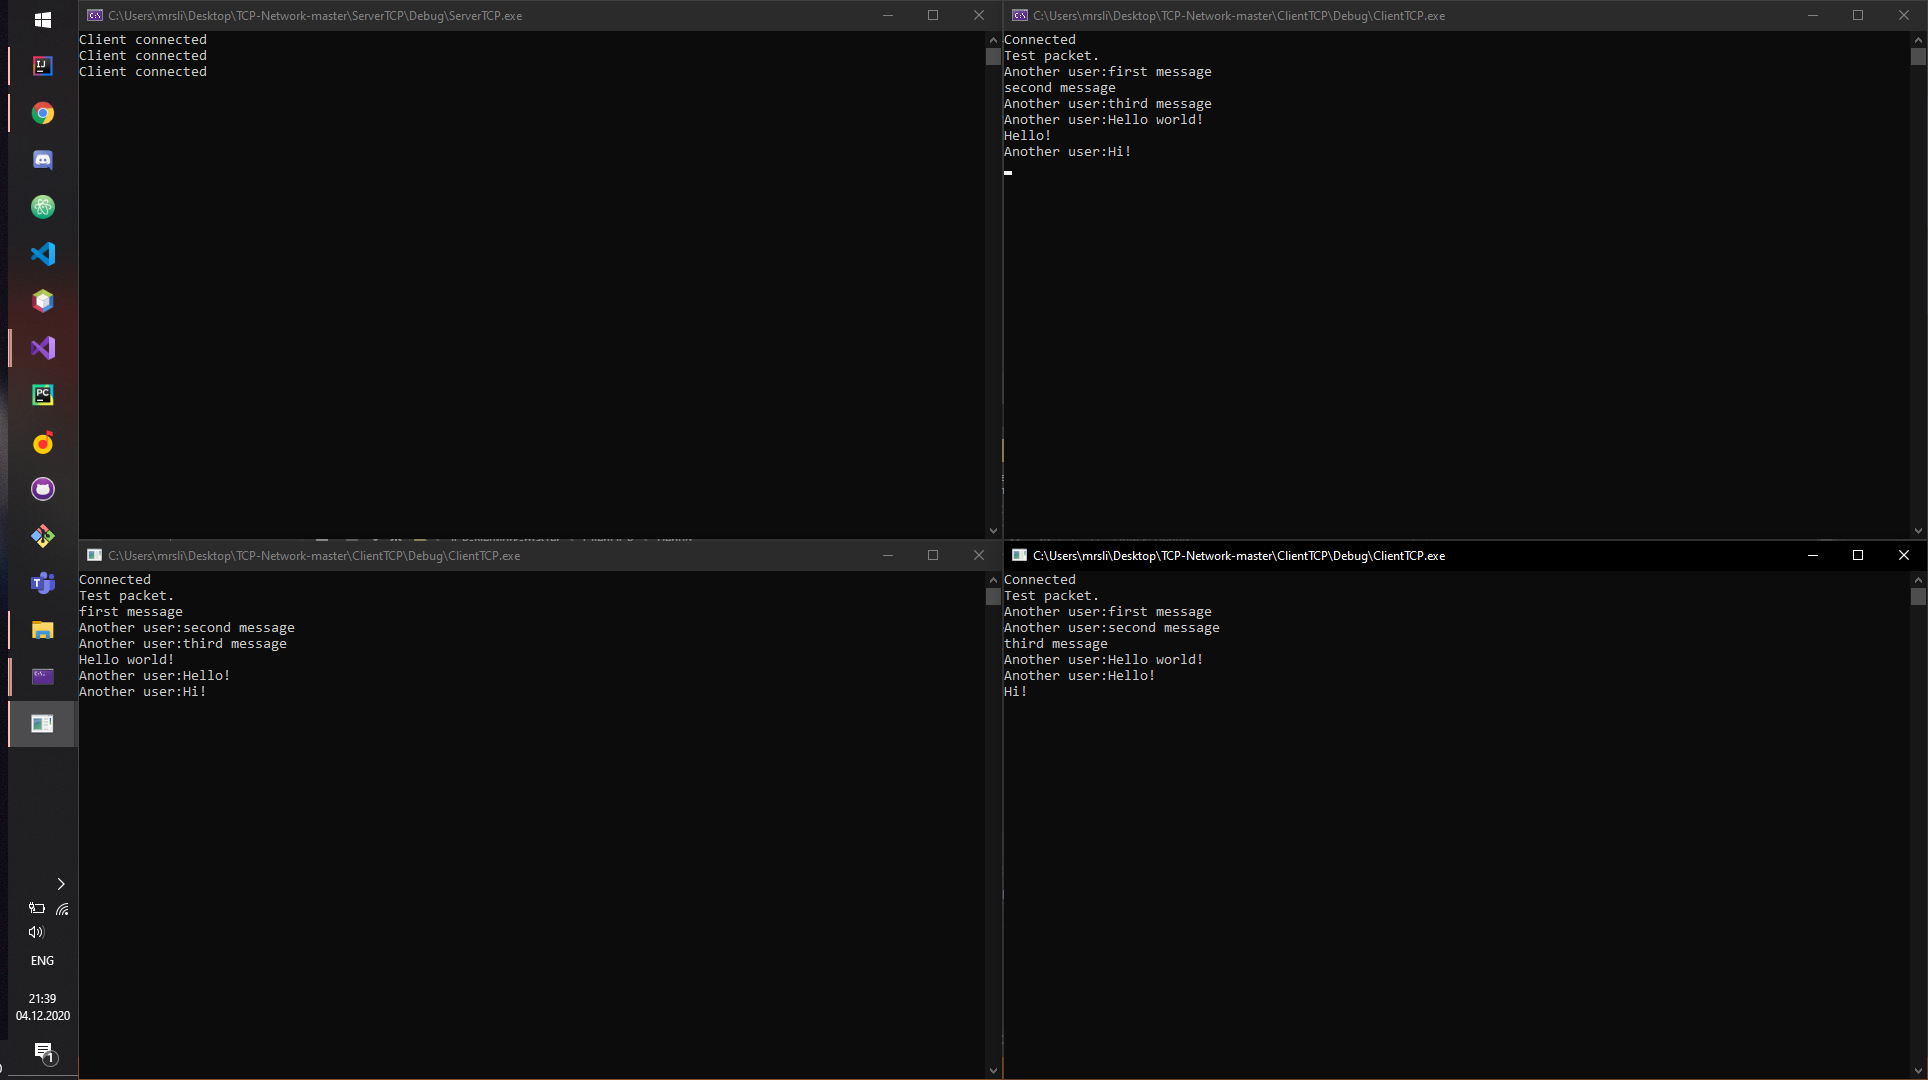 C:\Users\mrsli\Desktop\TCP-Network-master\ServerTCP\Debug\ServerTCP.exe
Client connected
Client connected
Client connected
C:\Users\mrsli\Desktop\TCP-Network-master\ClientTCP\Debug\ClientTCP.exe
Connected
Test packet.
Another user:first message
second message
Another user:third message
Another user:Hello world!
Hello!
Another user:Hi!
C:\Users\mrsli\Desktop\TCP-Network-master\ClientTCP\Debug\ClientTCP.exe
Connected
Test packet.
first message
Another user:second message
Another user:third message
Hello world!
Another user:Hello!
Another user:Hi!
C:\Users\mrsli\Desktop\TCP-Network-master\ClientTCP\Debug\ClientTCP.exe
Connected
Test packet.
Another user:first message
Another user:second message
third message
Another user:Hello world!
Another user:Hello!
Hi!
IJ
PC
T
ENG
21:39
04.12.2020
1